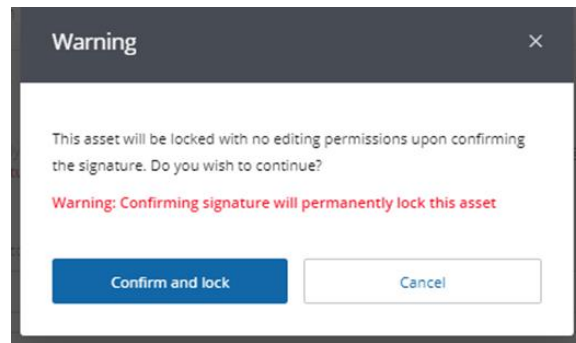 Warning
This asset will be locked with no editing permissions upon confirming
the signature. Do you wish to continue?
Warning: Confirming signature will permanently lock this asset
Confirm and lock
Cancel